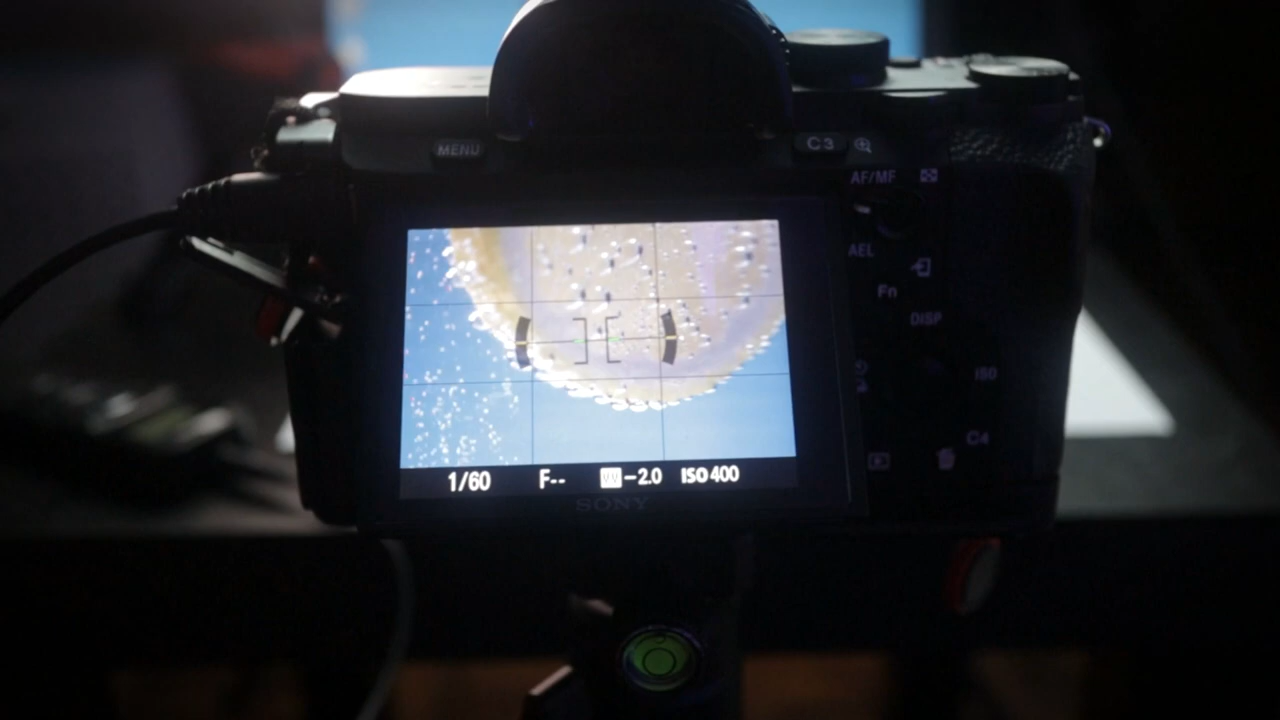 MENU
C3
AF/MF
AEL
Fn
DISP
ISO
C4
1/60 F-- -2.0 ISO 400
SONY